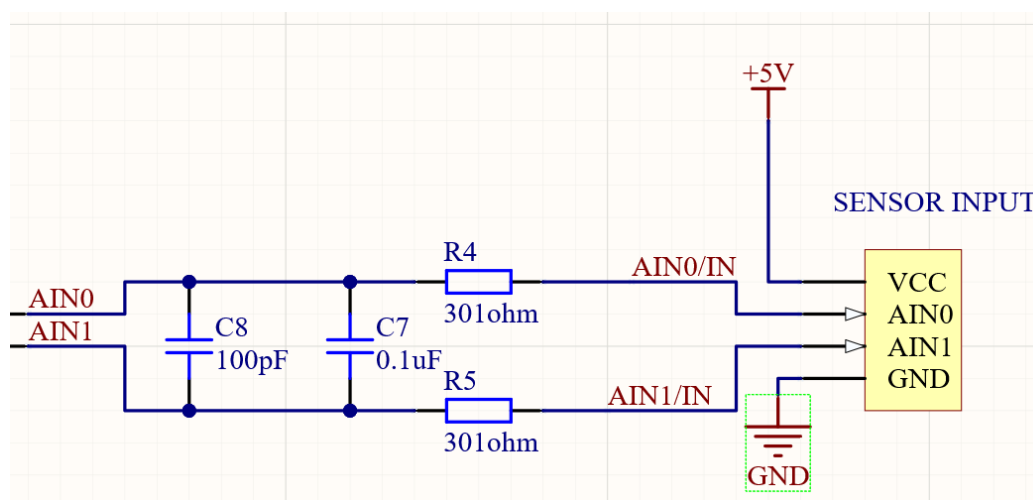 +5V
SENSOR INPUT
R4
AIN0/IN
VCC
AIN0
C8
C7
301ohm
AIN0
AIN1
100pF
0.1uF
AIN1
R5
AIN1/IN
GND
301ohm
GND